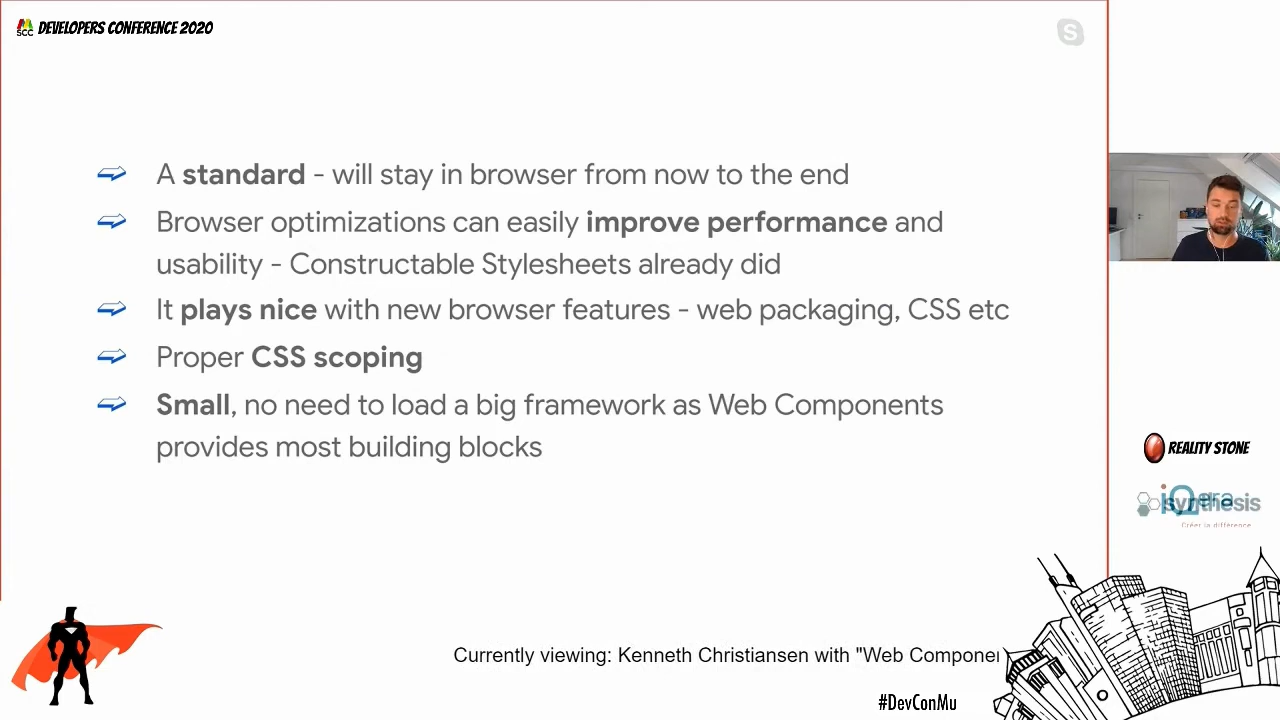 SCC DEVELOPERS CONFERENCE 2020
S
A standard - will stay in browser from now to the end
Browser optimizations can easily improve performance and
usability - Constructable Stylesheets already did
It plays nice with new browser features - web packaging, CSS etc
Proper CSS scoping
Small, no need to load a big framework as Web Components
provides most building blocks
REALITY STONE
Créer la différence
Currently viewing: Kenneth Christiansen with "Web Componen
#DevConMu